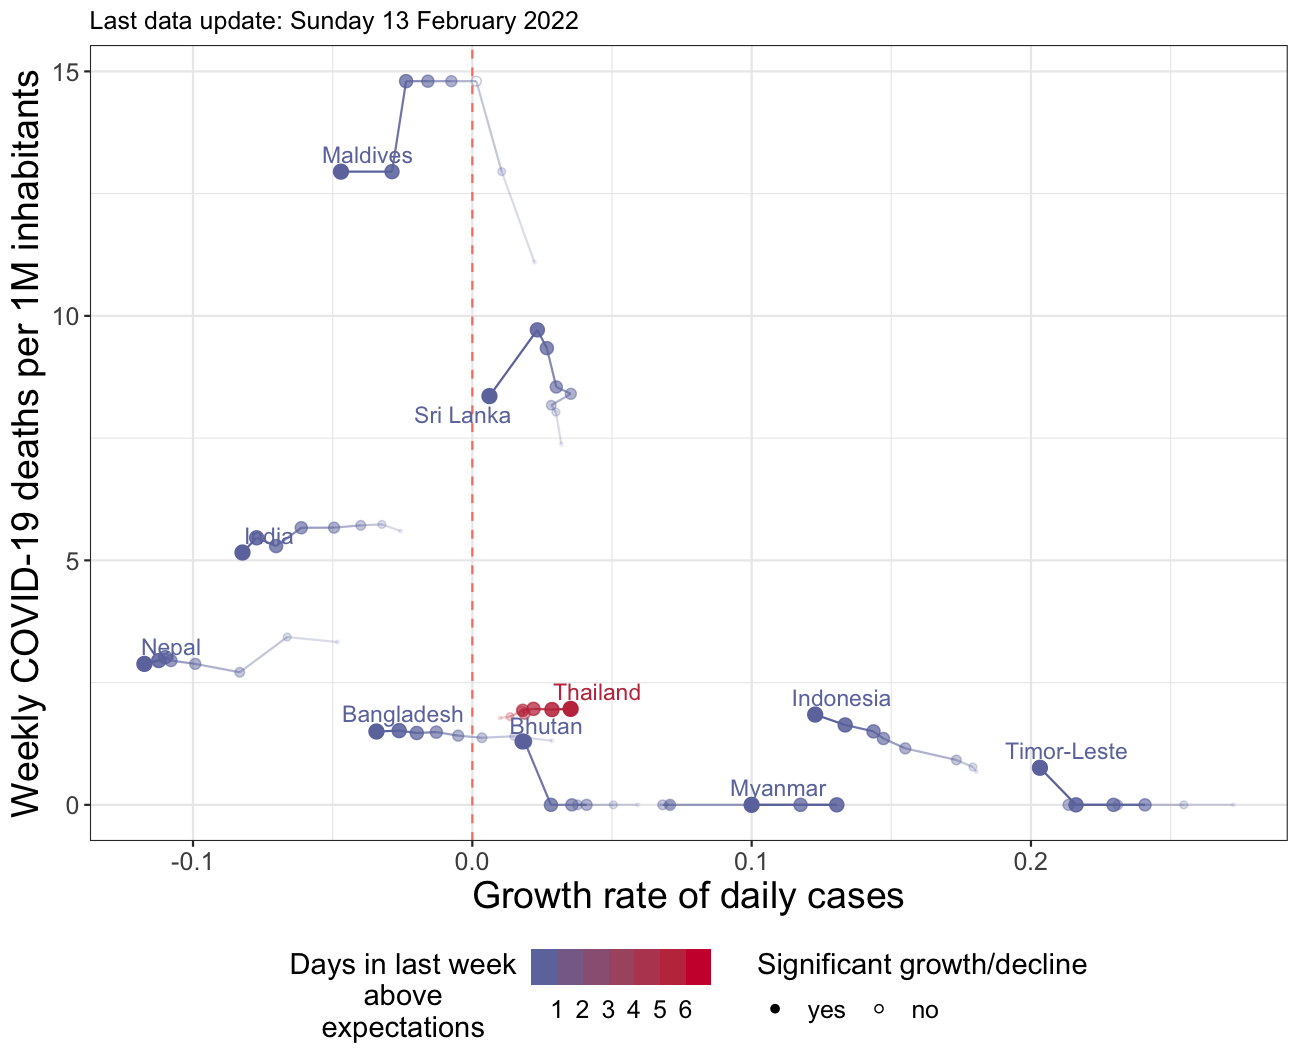 Last data update: Sunday 13 February 2022
Weekly COVID-19 deaths per 1M inhabitants
15
10
5
0
Maldives
Sri Lanka
India
Nepal
Thailand
Bangladesh
Bhutan
Indonesia
Myanmar
Timor-Leste
-0.1
0.0
0.1
0.2
Growth rate of daily cases
Days in last week
above
expectations
1 2 3 4 5 6
Significant growth/decline
yes
no